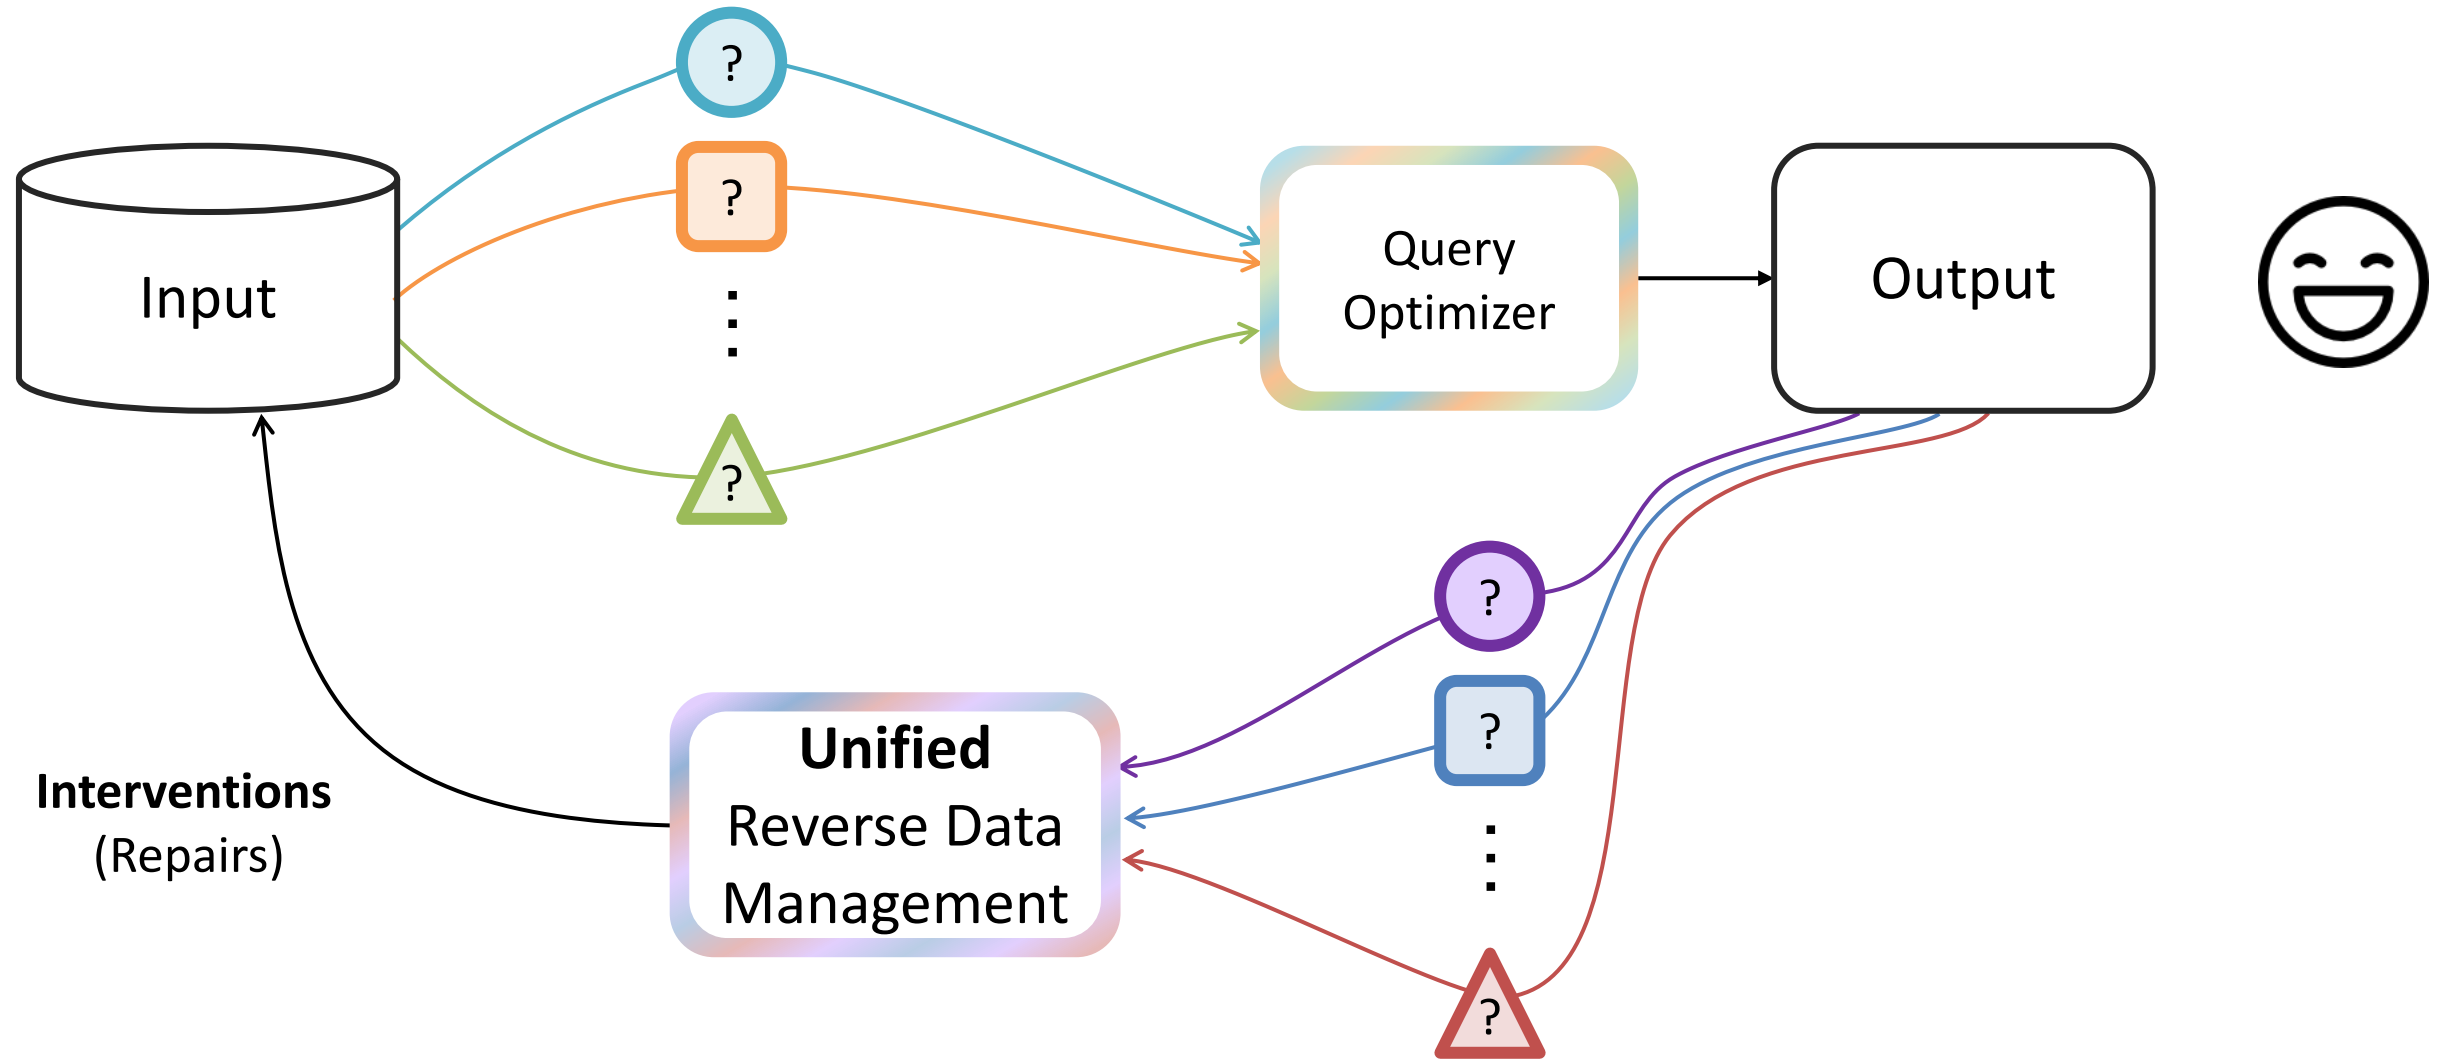 ?
?
Input
Query
Optimizer
Output
?
?
?
Unified
Reverse Data
Management
Interventions
(Repairs)
?